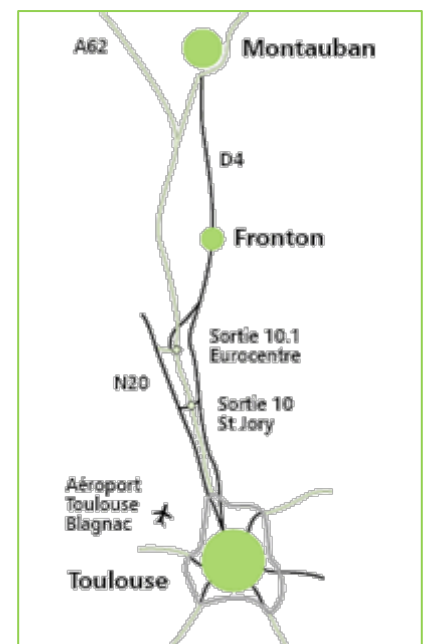 A62
Montauban
D4
Fronton
Sortie 10.1
Eurocentre
N20
Sortie 10
St Jory
Aéroport
Toulouse
Blagnac
Toulouse